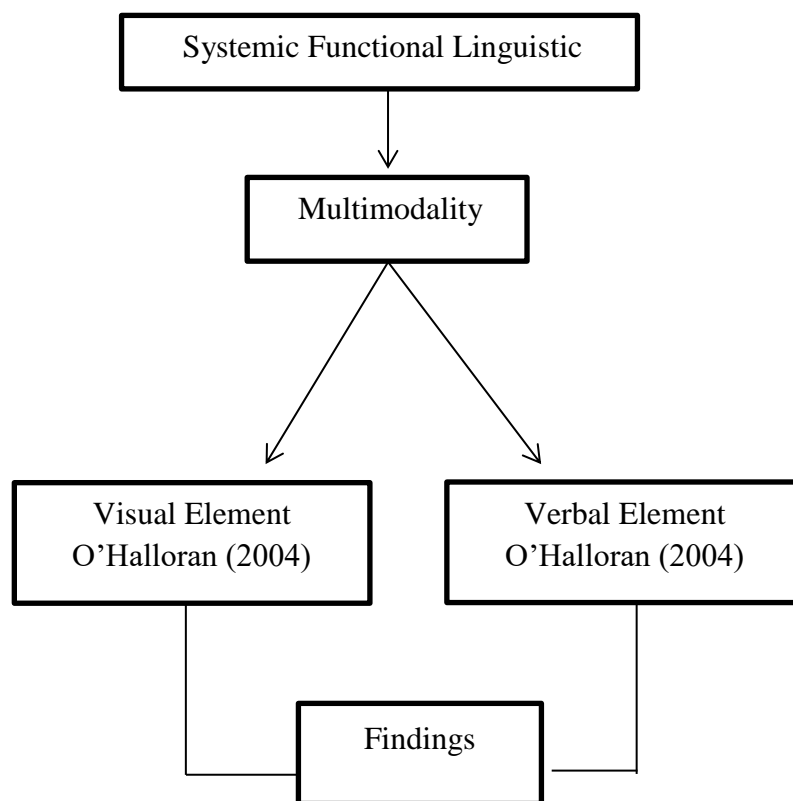 Systemic Functional Linguistic
Multimodality
Visual Element
O’Halloran (2004)
Verbal Element
O’Halloran (2004)
Findings